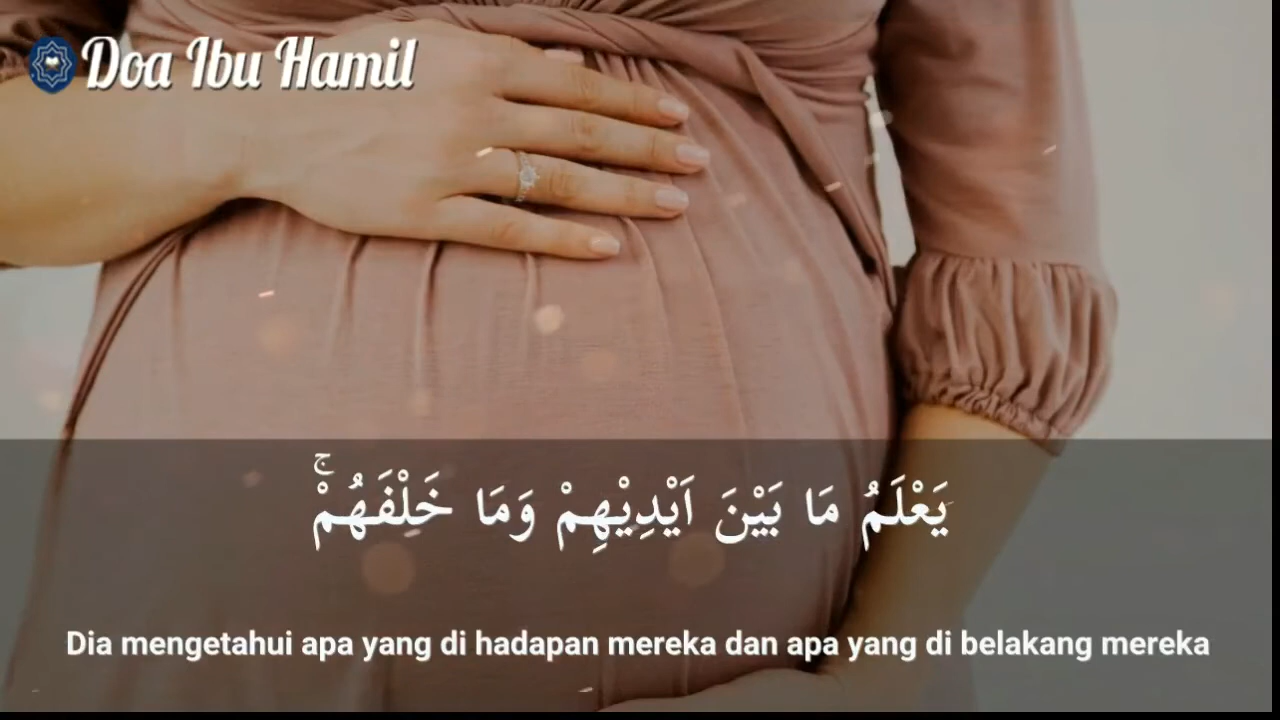 Doa Ibu Hamil
يَعْلَمُ مَا بَيْنَ اَيْدِيْهِمْ وَمَا خَلْفَهُمْۚ
Dia mengetahui apa yang di hadapan mereka dan apa yang di belakang mereka